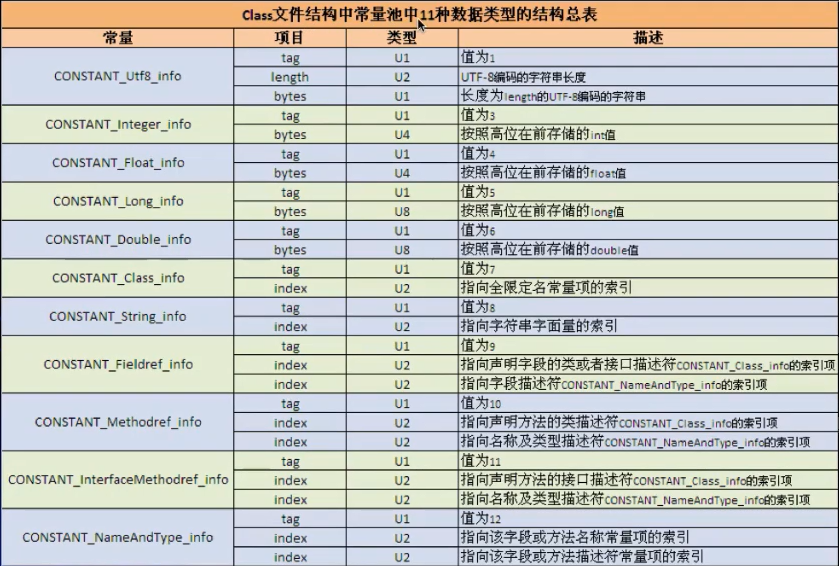 Class文件结构中常量池中11种数据类型的结构总表
常量 项目 类型 描述
CONSTANT_Utf8_info tag U1 值为1
length U2 UTF-8编码的字符串长度
bytes U1 长度为length的UTF-8编码的字符串
CONSTANT_Integer_info tag U1 值为3
bytes U4 按照高位在前存储的int值
CONSTANT_Float_info tag U1 值为4
bytes U4 按照高位在前存储的float值
CONSTANT_Long_info tag U1 值为5
bytes U8 按照高位在前存储的long值
CONSTANT_Double_info tag U1 值为6
bytes U8 按照高位在前存储的double值
CONSTANT_Class_info tag U1 值为7
index U2 指向全限定名常量项的索引
CONSTANT_String_info tag U1 值为8
index U2 指向字符串字面量的索引
CONSTANT_Fieldref_info tag U1 值为9
index U2 指向声明字段的类或者接口描述符CONSTANT_Class_info的索引项
index U2 指向字段描述符CONSTANT_NameAndType_info的索引项
CONSTANT_Methodref_info tag U1 值为10
index U2 指向声明方法的类描述符CONSTANT_Class_info的索引项
index U2 指向名称及类型描述符CONSTANT_NameAndType_info的索引项
CONSTANT_InterfaceMethodref_info tag U1 值为11
index U2 指向声明方法的接口描述符CONSTANT_Class_info的索引项
index U2 指向名称及类型描述符CONSTANT_NameAndType_info的索引项
CONSTANT_NameAndType_info tag U1 值为12
index U2 指向该字段或方法名称常量项的索引
index U2 指向该字段或方法描述符常量项的索引